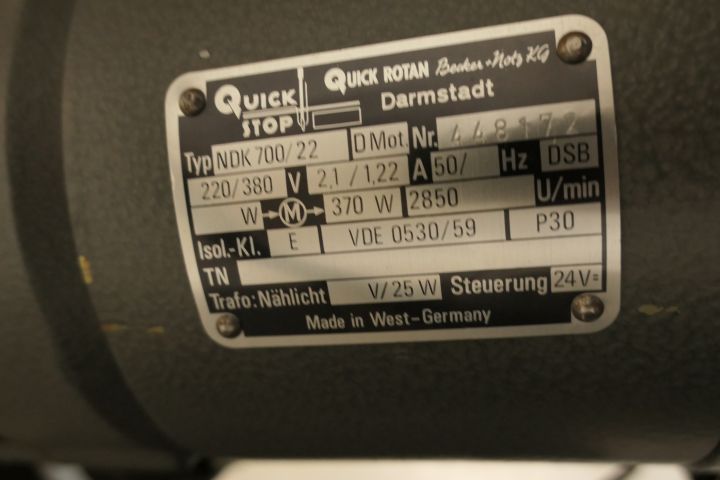 QUICK STOP QUICK ROTAN Becker + Notz KG
Darmstadt
Typ NDK 700/22 D Mot. Nr. 448172
220/380 V 2,1 / 1,22 A 50/ Hz DSB
W M 370 W 2850 U/min
Isol.-Kl. E VDE 0530/59 P30
TN
Trafo: Nählicht V/25 W Steuerung 24V=
Made in West-Germany